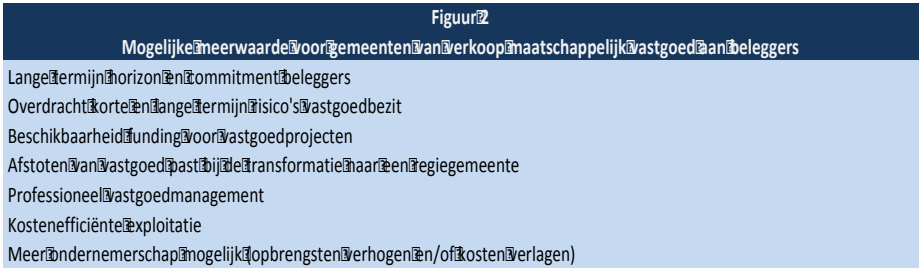 Figuur 2
Mogelijke meerwaarde voor gemeenten van verkoop maatschappelijk vastgoed aan beleggers
Lange termijn horizon en commitment beleggers
Overdracht korte en lange termijn risico's vastgoedbezit
Beschikbaarheid funding voor vastgoedprojecten
Afstoten van vastgoed past bij de transformatie naar een regiegemeente
Professioneel vastgoedmanagement
Kostenefficiënte exploitatie
Meer ondernemerschap mogelijk (opbrengsten verhogen en/of kosten verlagen)